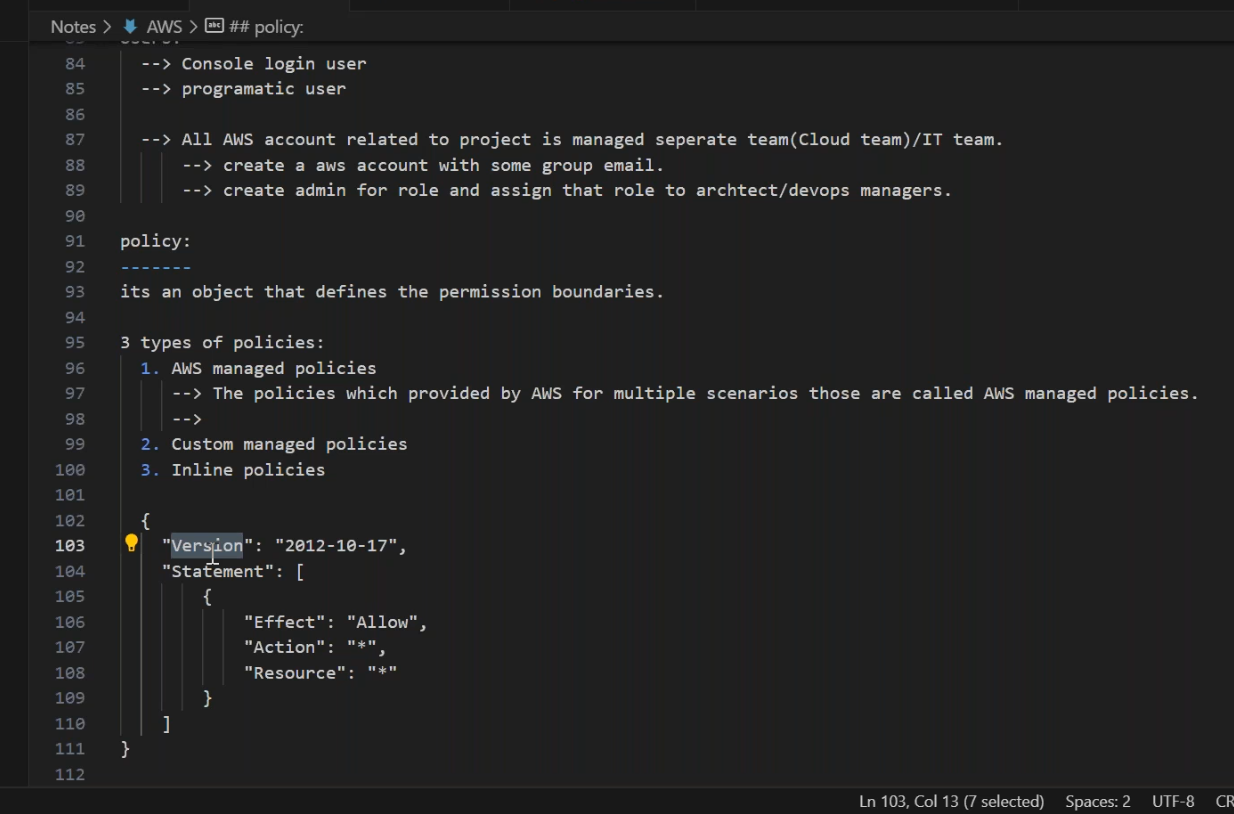 Notes > AWS > abc ## policy:
84 --> Console login user
85 --> programatic user
86
87 --> All AWS account related to project is managed seperate team(Cloud team)/IT team.
88 --> create a aws account with some group email.
89 --> create admin for role and assign that role to archtect/devops managers.
90
91 policy:
92 -------
93 its an object that defines the permission boundaries.
94
95 3 types of policies:
96 1. AWS managed policies
97 --> The policies which provided by AWS for multiple scenarios those are called AWS managed policies.
98 -->
99 2. Custom managed policies
100 3. Inline policies
101
102 {
103 "Version": "2012-10-17",
104 "Statement": [
105 {
106 "Effect": "Allow",
107 "Action": "*",
108 "Resource": "*"
109 }
110 ]
111 }
112
Ln 103, Col 13 (7 selected) Spaces: 2 UTF-8 CR